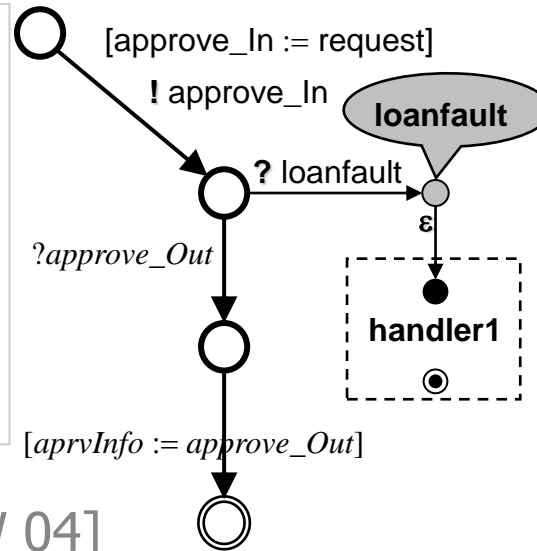 [approve_In := request]
! approve_In
loanfault
? loanfault
ε
?approve_Out
handler1
[aprvInfo := approve_Out]
04]